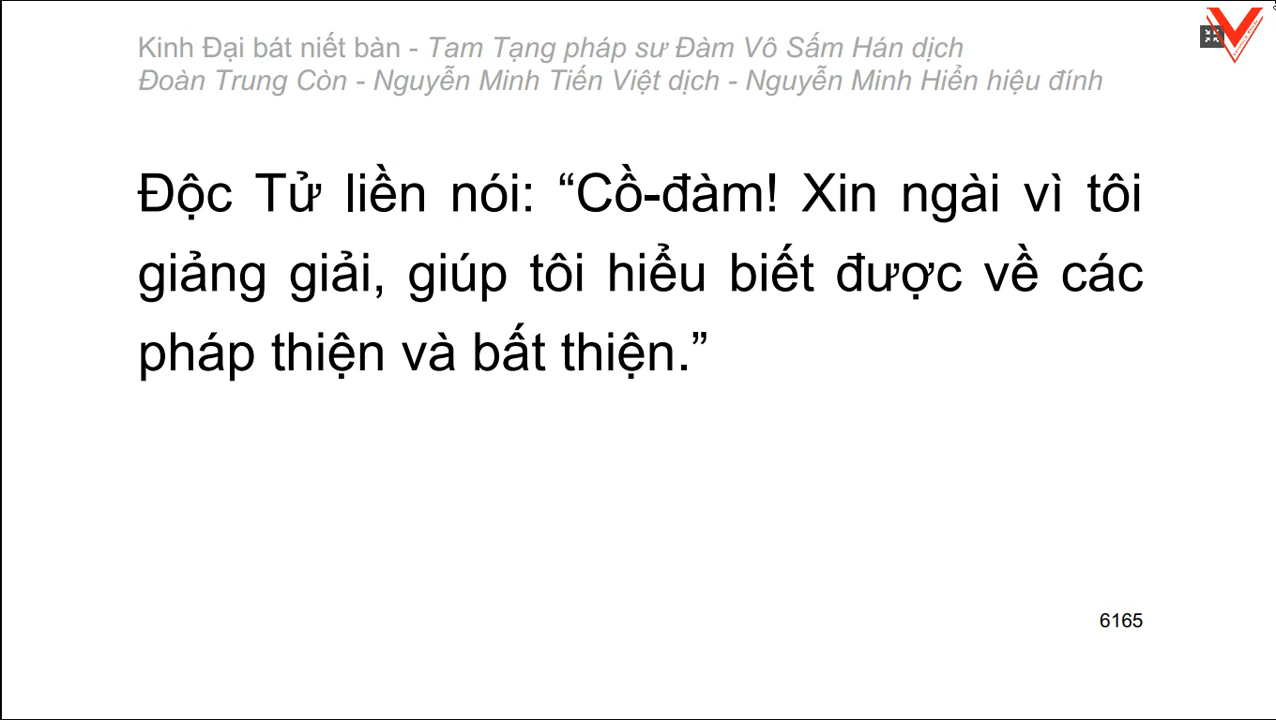 Kinh Đại bát niết bàn - Tam Tạng pháp sư Đàm Vô Sấm Hán dịch
Đoàn Trung Còn - Nguyễn Minh Tiến Việt dịch - Nguyễn Minh Hiển hiệu đính
Độc Tử liền nói: “Cồ-đàm! Xin ngài vì tôi
giảng giải, giúp tôi hiểu biết được về các
pháp thiện và bất thiện.”
6165